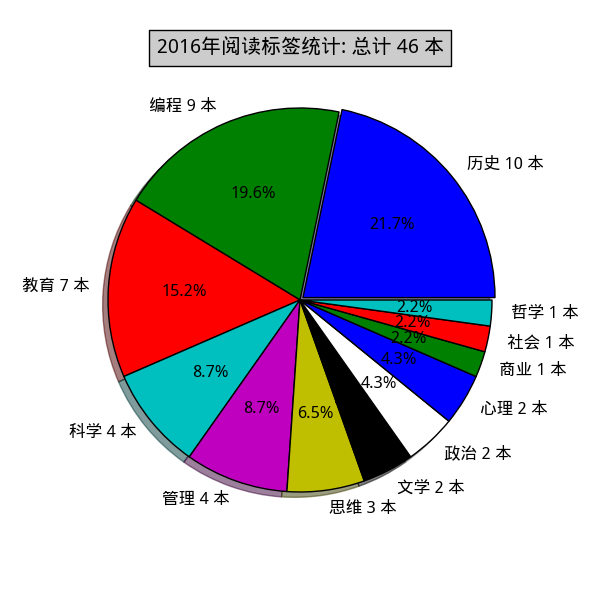 2016年阅读标签统计: 总计 46 本
编程 9 本
历史 10 本
19.6%
21.7%
教育 7 本
15.2%
哲学 1 本
2.2%
社会 1 本
2.2%
商业 1 本
2.2%
心理 2 本
4.3%
政治 2 本
4.3%
科学 4 本
8.7%
管理 4 本
8.7%
思维 3 本
6.5%
文学 2 本